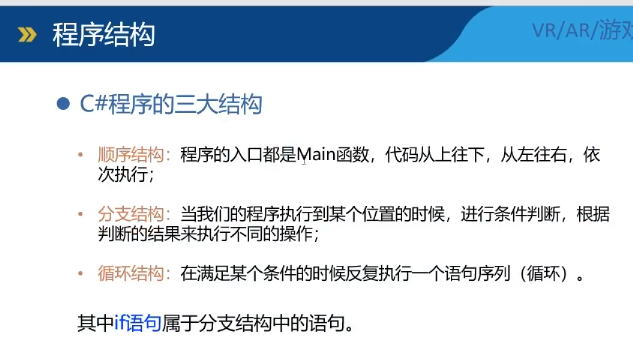 程序结构
VR/AR/游戏
C#程序的三大结构
顺序结构：程序的入口都是Main函数，代码从上往下，从左往右，依
次执行；
分支结构：当我们的程序执行到某个位置的时候，进行条件判断，根据
判断的结果来执行不同的操作；
循环结构：在满足某个条件的时候反复执行一个语句序列（循环）。
其中if语句属于分支结构中的语句。